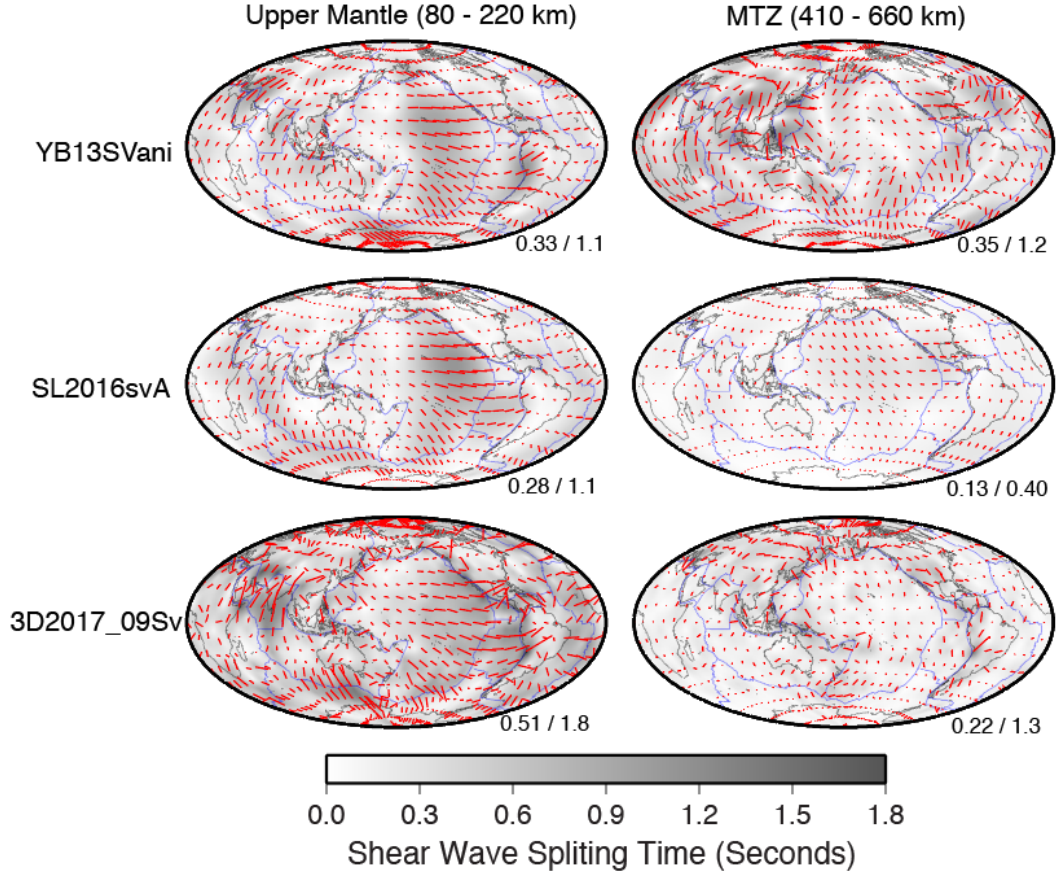 Upper Mantle (80 - 220 km) MTZ (410 - 660 km)
YB13SVani
0.33 / 1.1 0.35 / 1.2
SL2016svA
0.28 / 1.1 0.13 / 0.40
3D2017_09Sv
0.51 / 1.8 0.22 / 1.3
0.0 0.3 0.6 0.9 1.2 1.5 1.8
Shear Wave Spliting Time (Seconds)